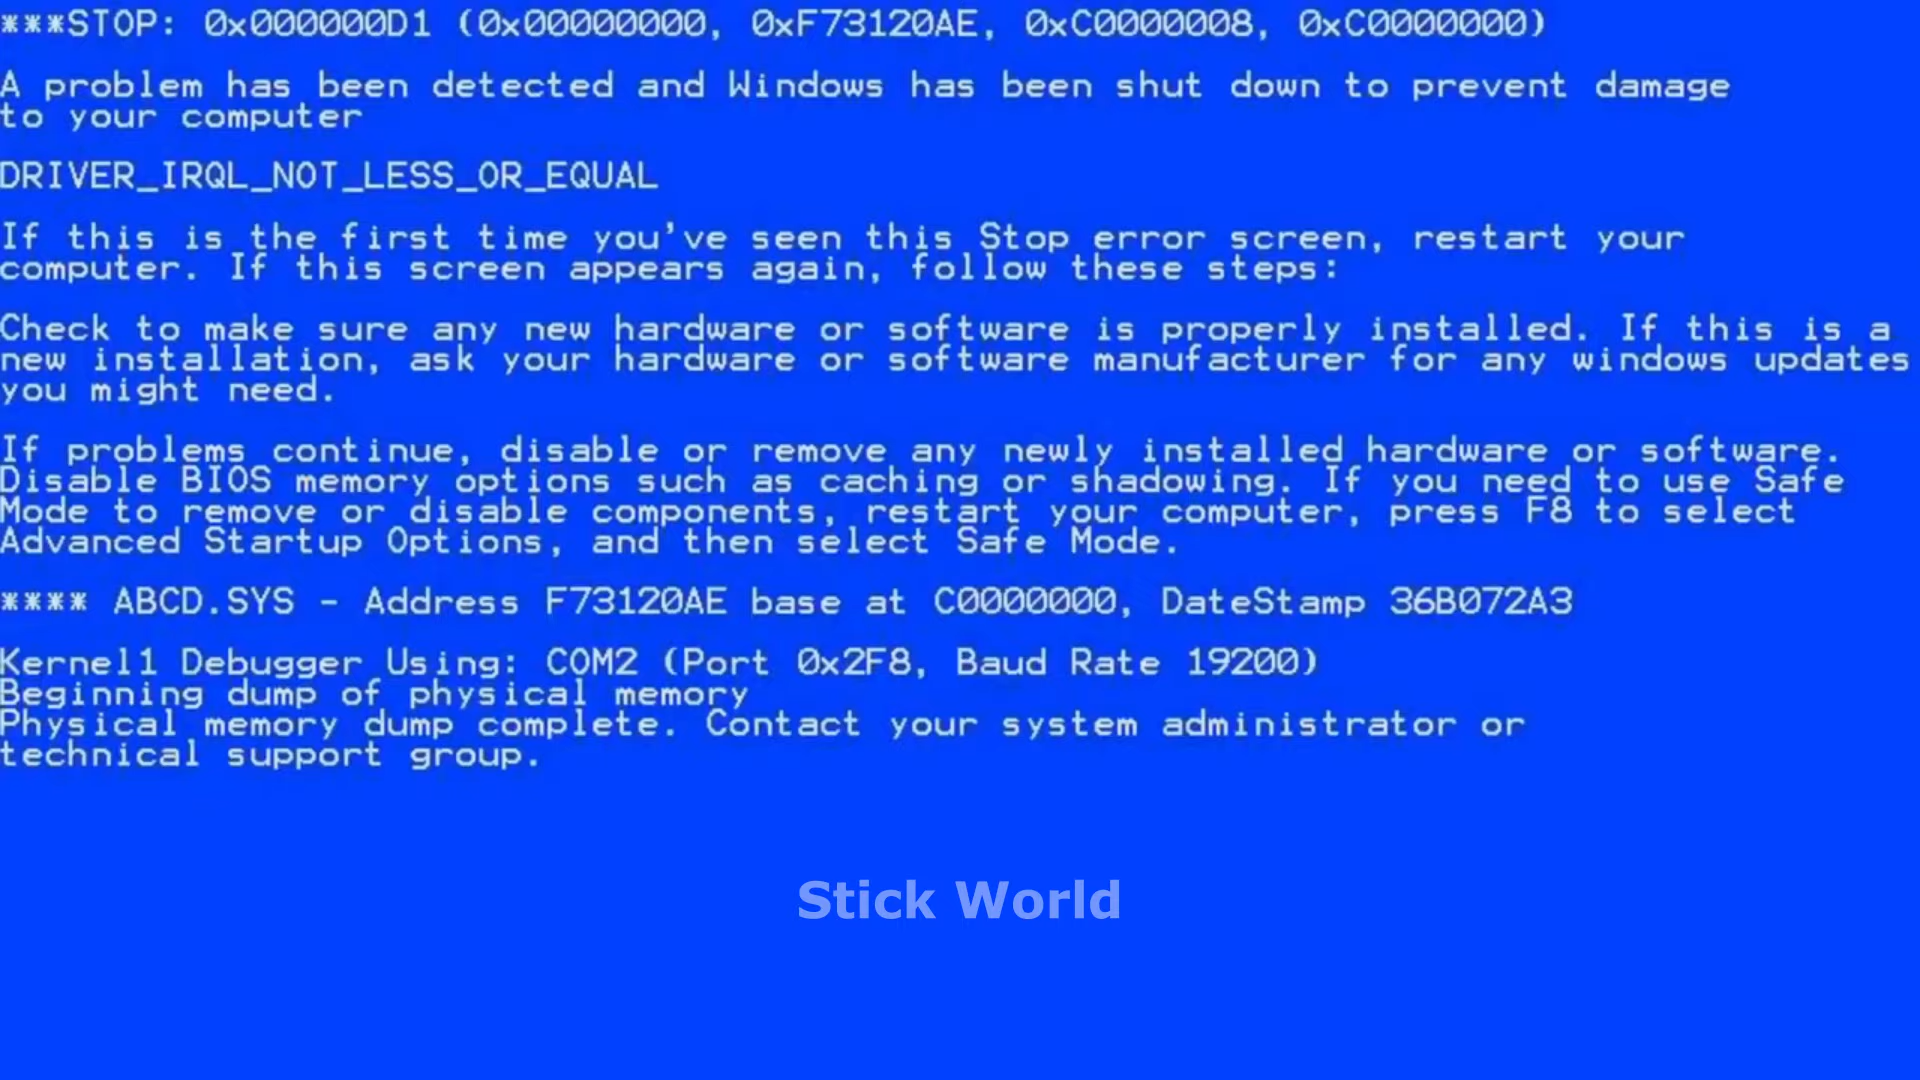 ***STOP: 0x000000D1 (0x00000000, 0xF73120AE, 0xC0000008, 0xC0000000)
A problem has been detected and Windows has been shut down to prevent damage
to your computer
DRIVER_IRQL_NOT_LESS_OR_EQUAL
If this is the first time you've seen this Stop error screen, restart your
computer. If this screen appears again, follow these steps:
Check to make sure any new hardware or software is properly installed. If this is a
new installation, ask your hardware or software manufacturer for any windows updates
you might need.
If problems continue, disable or remove any newly installed hardware or software.
Disable BIOS memory options such as caching or shadowing. If you need to use Safe
Mode to remove or disable components, restart your computer, press F8 to select
Advanced Startup Options, and then select Safe Mode.
**** ABCD.SYS - Address F73120AE base at C0000000, DateStamp 36B072A3
Kernel1 Debugger Using: COM2 (Port 0x2F8, Baud Rate 19200)
Beginning dump of physical memory
Physical memory dump complete. Contact your system administrator or
technical support group.
Stick World